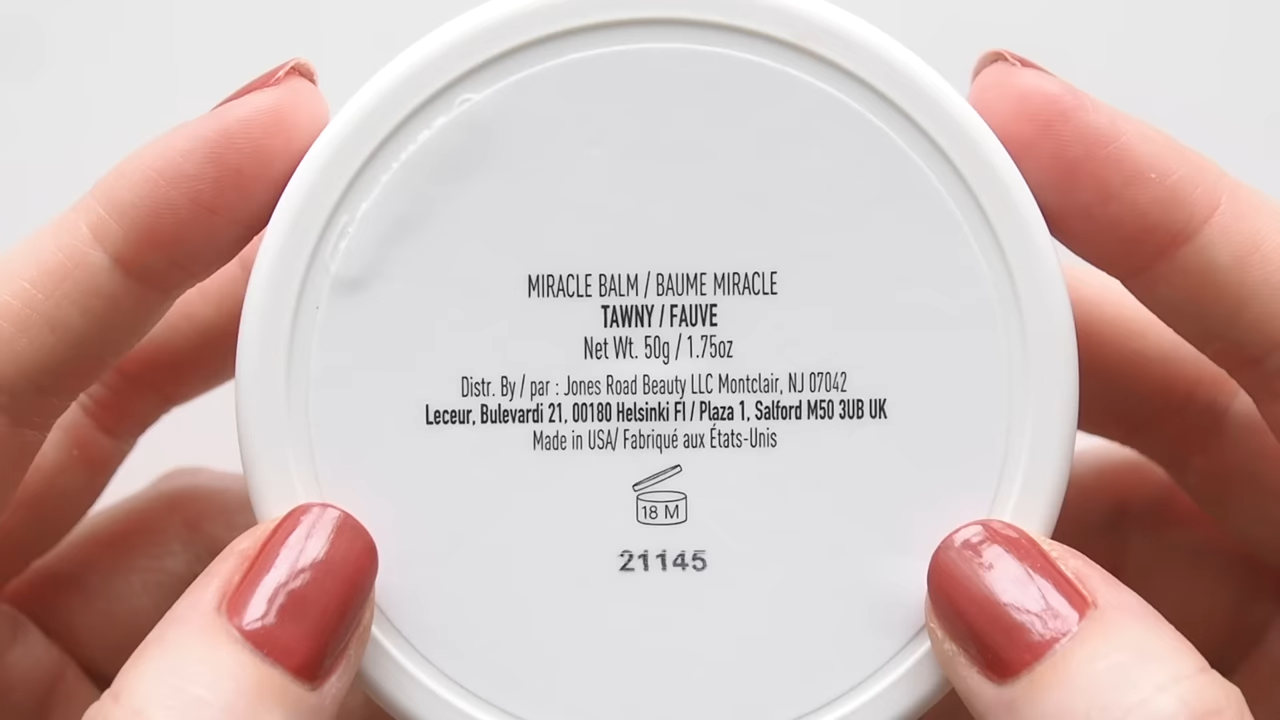 MIRACLE BALM / BAUME MIRACLE
TAWNY / FAUVE
Net Wt. 50g / 1.75oz
Distr. By / par : Jones Road Beauty LLC Montclair, NJ 07042
Leceur, Bulevardi 21, 00180 Helsinki FI / Plaza 1, Salford M50 3UB UK
Made in USA/ Fabriqué aux États-Unis
18 M
21145